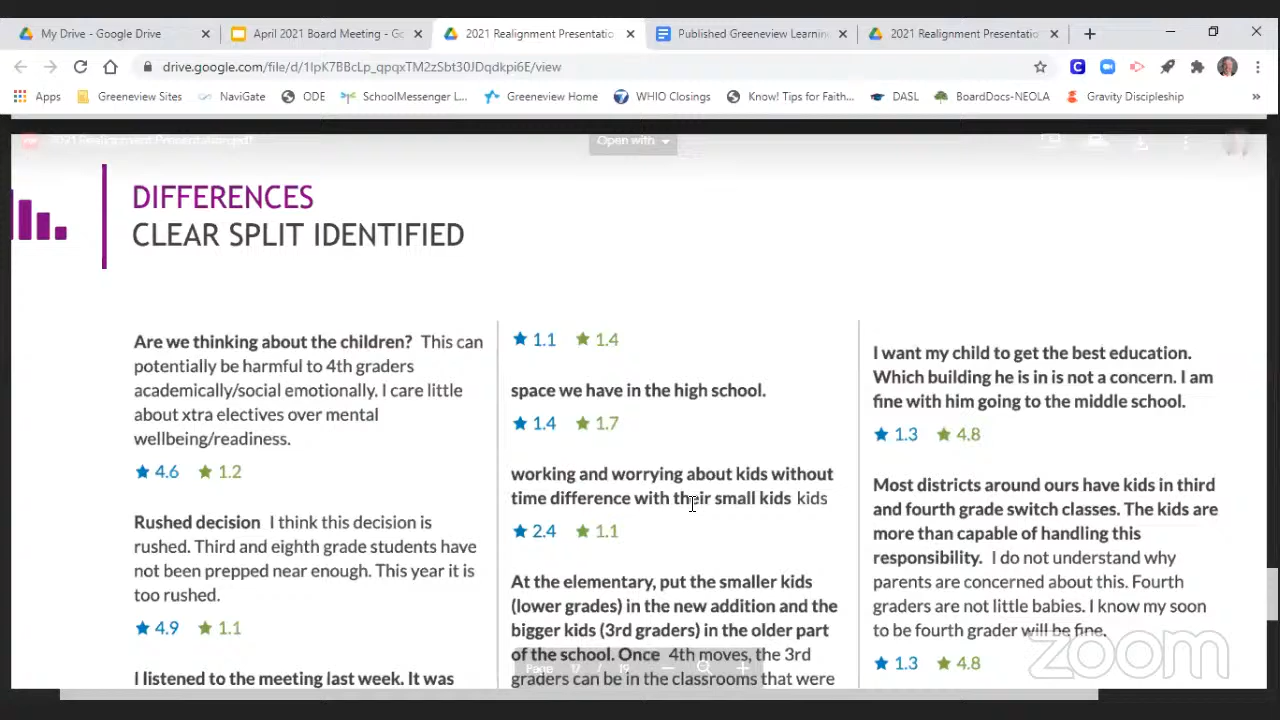 My Drive - Google Drive
April 2021 Board Meeting - Go
2021 Realignment Presentatio
Published Greeneview Learnin
2021 Realignment Presentatio
drive.google.com/file/d/1IpK7BBcLp_qpqxTM2zSbt30JDqdkpi6E/view
Apps
Greeneview Sites
NaviGate
ODE
SchoolMessenger L...
Greeneview Home
WHIO Closings
Know! Tips for Faith...
DASL
BoardDocs-NEOLA
Gravity Discipleship
»
2021 Realignment Presentation.pdf
Open with
DIFFERENCES
CLEAR SPLIT IDENTIFIED
Are we thinking about the children? This can
potentially be harmful to 4th graders
academically/social emotionally. I care little
about xtra electives over mental
wellbeing/readiness.
4.6 1.2
Rushed decision I think this decision is
rushed. Third and eighth grade students have
not been prepped near enough. This year it is
too rushed.
4.9 1.1
I listened to the meeting last week. It was
1.1 1.4
space we have in the high school.
1.4 1.7
working and worrying about kids without
time difference with their small kids kids
2.4 1.1
At the elementary, put the smaller kids
(lower grades) in the new addition and the
bigger kids (3rd graders) in the older part
of the school. Once 4th moves, the 3rd
graders can be in the classrooms that were
I want my child to get the best education.
Which building he is in is not a concern. I am
fine with him going to the middle school.
1.3 4.8
Most districts around ours have kids in third
and fourth grade switch classes. The kids are
more than capable of handling this
responsibility. I do not understand why
parents are concerned about this. Fourth
graders are not little babies. I know my soon
to be fourth grader will be fine.
1.3 4.8
Page 17 / 19
zoom